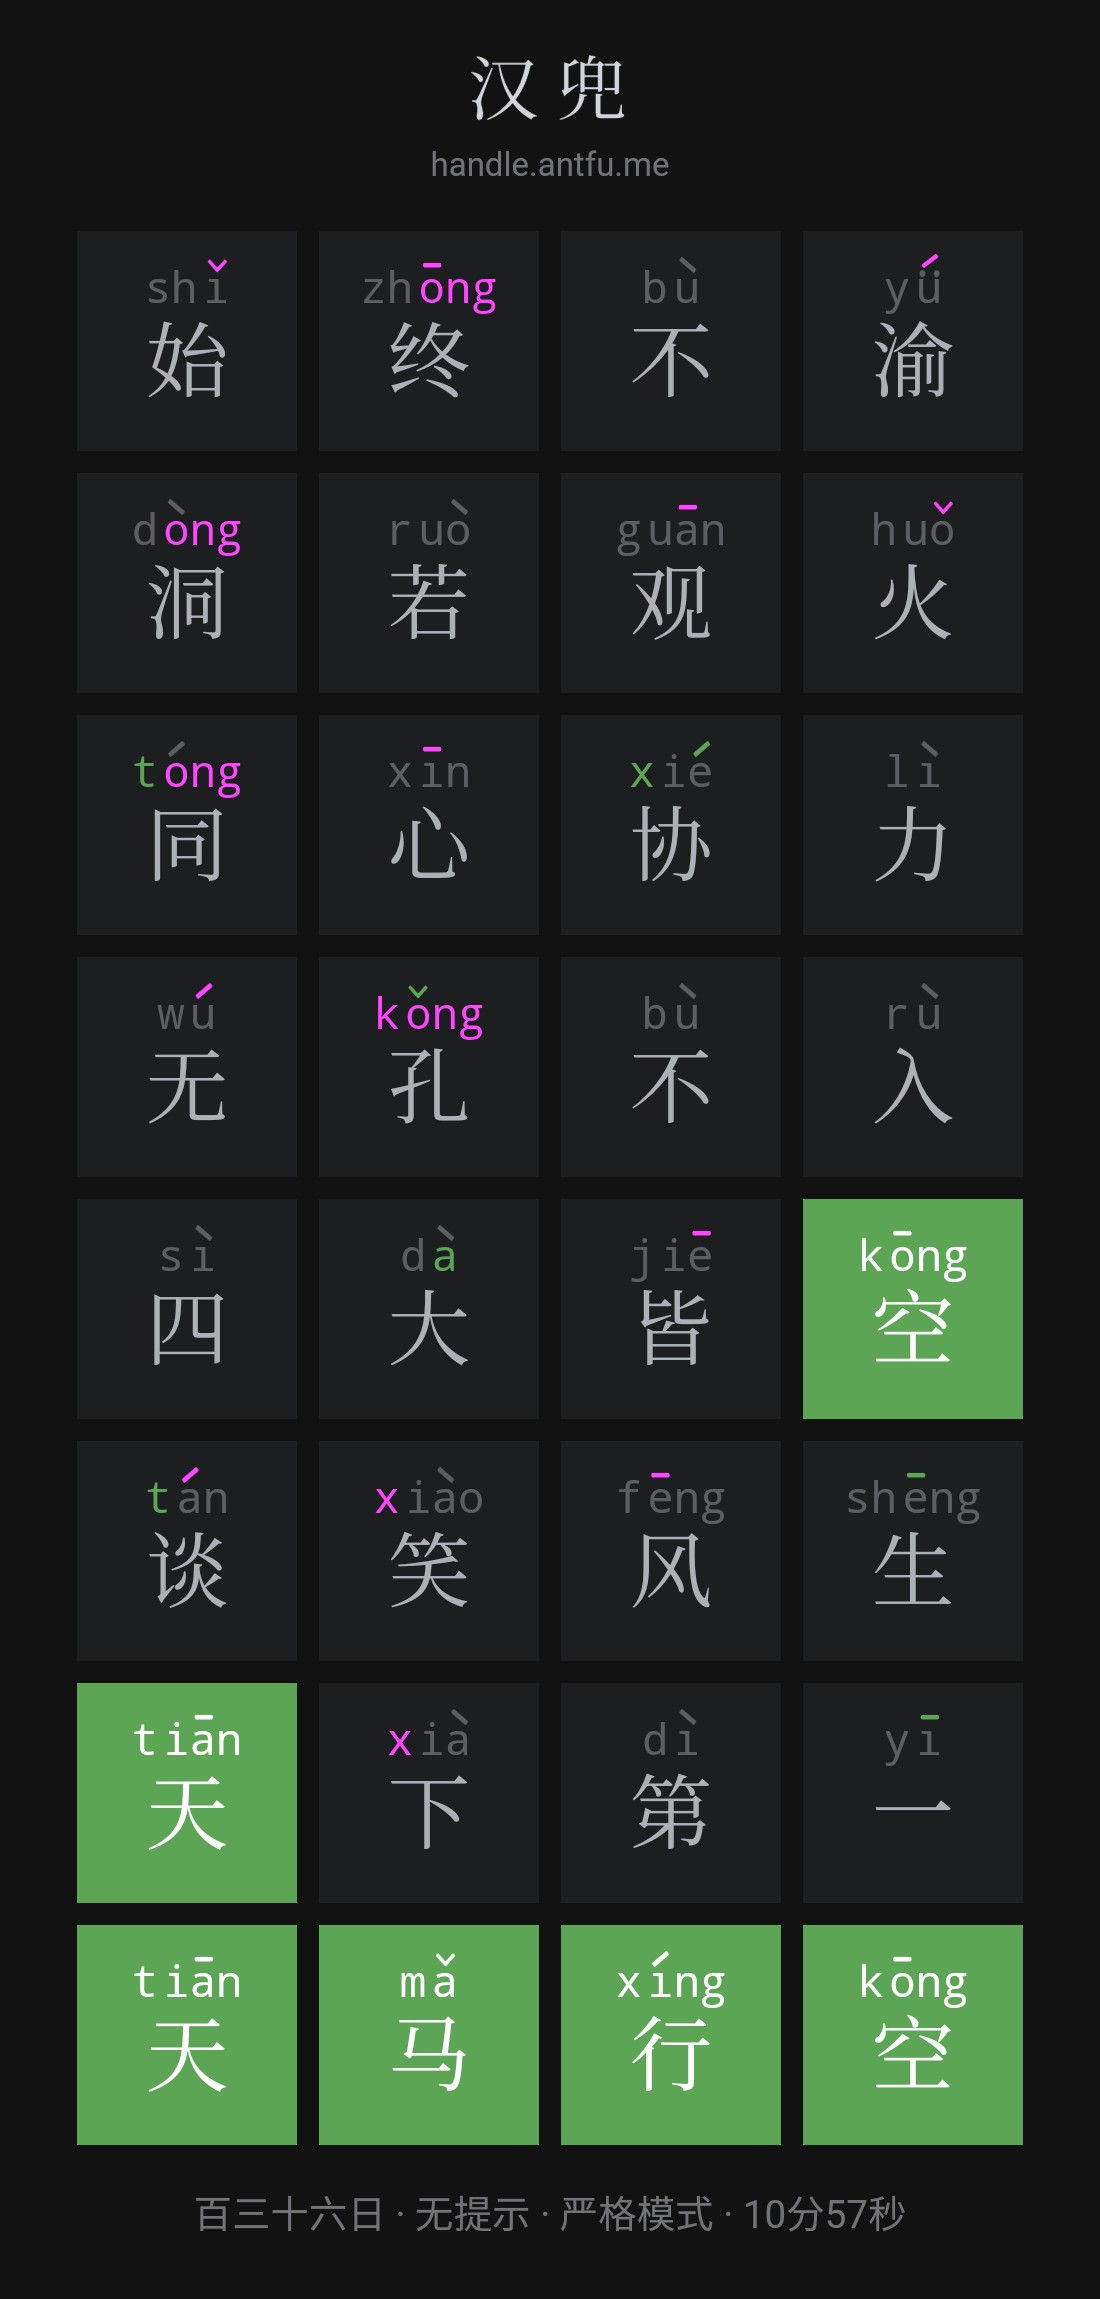 汉兜
handle.antfu.me
shǐ zhōng bù yǘ
始 终 不 渝
dòng ruò guān huǒ
洞 若 观 火
tóng xīn xié lì
同 心 协 力
wú kǒng bù rù
无 孔 不 入
sì dà jiē kōng
四 大 皆 空
tán xiào fēng shēng
谈 笑 风 生
tiān xià dì yī
天 下 第 一
tiān mǎ xíng kōng
天 马 行 空
百三十六日 · 无提示 · 严格模式 · 10分57秒